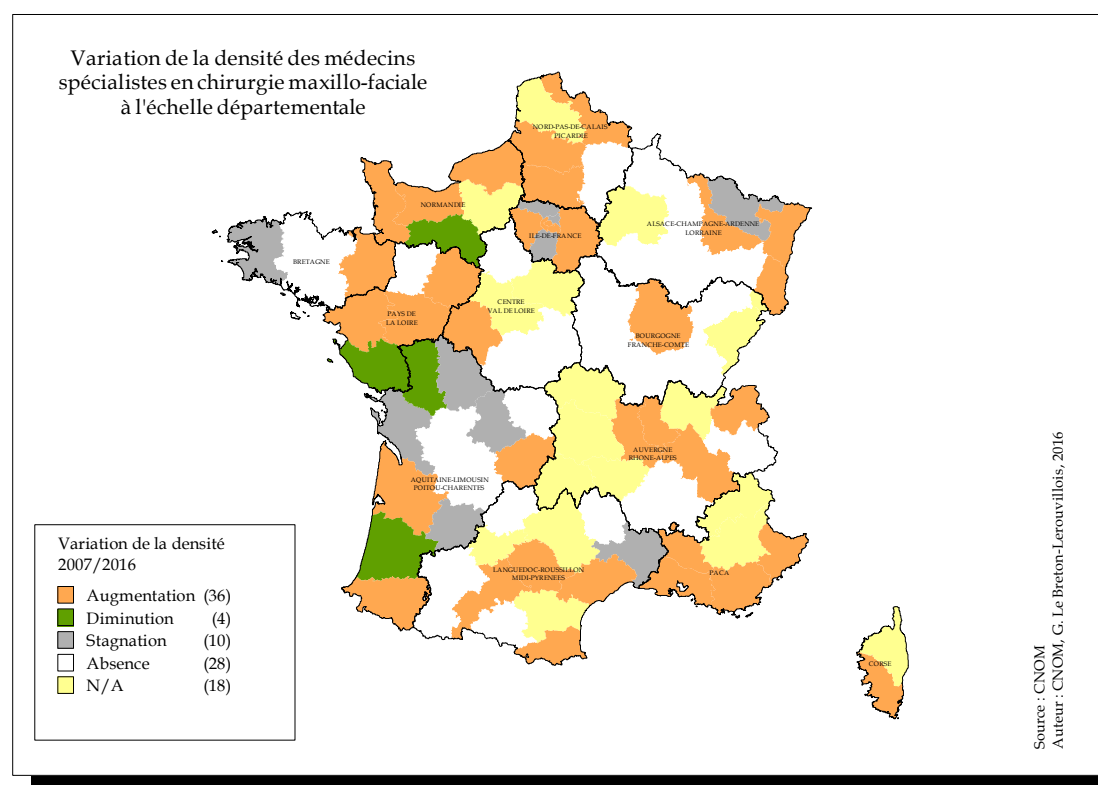 Variation de la densité des médecins
spécialistes en chirurgie maxillo-faciale
à l'échelle départementale
NORD-PAS-DE-CALAIS
PICARDIE
NORMANDIE
ILE-DE-FRANCE
ALSACE-CHAMPAGNE-ARDENNE
LORRAINE
BRETAGNE
PAYS DE
LA LOIRE
CENTRE
VAL DE LOIRE
BOURGOGNE
FRANCHE-COMTÉ
AUVERGNE
RHONE-ALPES
AQUITAINE-LIMOUSIN
POITOU-CHARENTES
LANGUEDOC-ROUSSILLON
MIDI-PYRENEES
PACA
CORSE
Variation de la densité
2007/2016
Augmentation (36)
Diminution (4)
Stagnation (10)
Absence (28)
N/A (18)
Source : CNOM
Auteur : CNOM, G. Le Breton-Lerouvillois, 2016